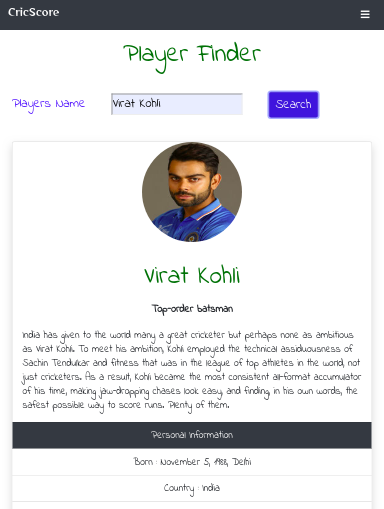 CricScore
Player Finder
Players Name
Virat Kohli
Search
Virat Kohli
Top-order batsman
India has given to the world many a great cricketer but perhaps none as ambitious
as Virat Kohli. To meet his ambition, Kohli employed the technical assiduousness of
Sachin Tendulkar and fitness that was in the league of top athletes in the world, not
just cricketers. As a result, Kohli became the most consistent all-format accumulator
of his time, making jaw-dropping chases look easy, and finding, in his own words, the
safest possible way to score runs. Plenty of them.
Personal Information
Born : November 5, 1988, Delhi
Country : India